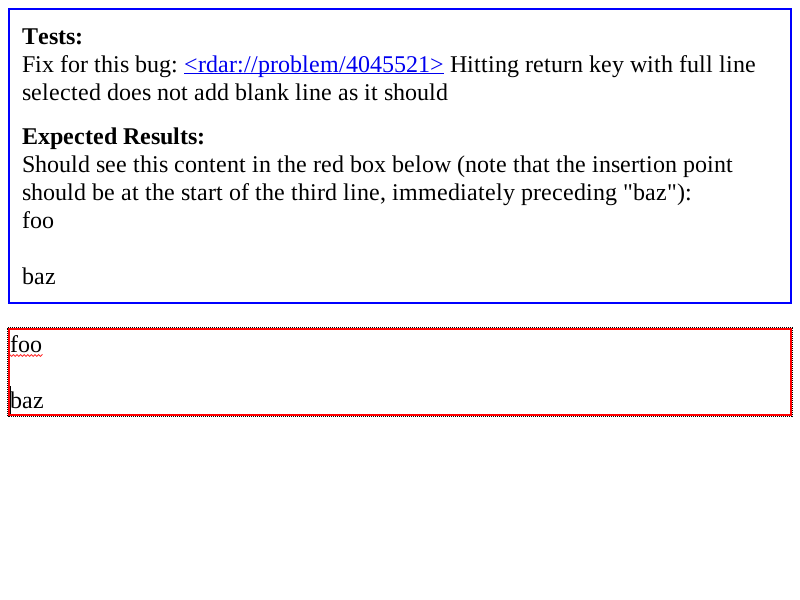 Tests:
Fix for this bug: <rdar://problem/4045521> Hitting return key with full line
selected does not add blank line as it should
Expected Results:
Should see this content in the red box below (note that the insertion point
should be at the start of the third line, immediately preceding "baz"):
foo
baz
foo
baz